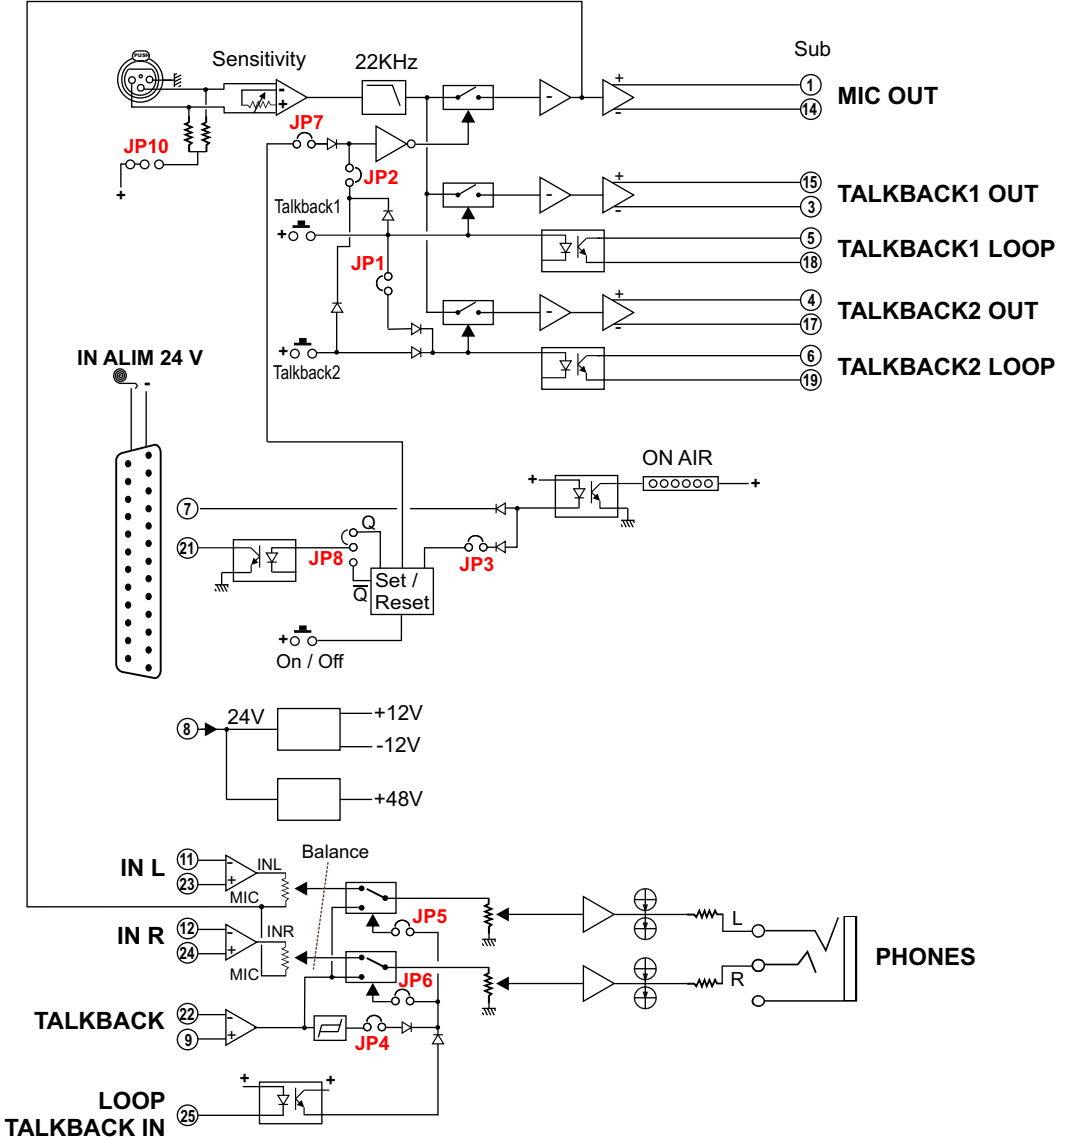 Sub
PUSH
Sensitivity
22KHz
1
MIC OUT
14
JP7
JP10
+
JP2
15
TALKBACK1 OUT
3
Talkback1
+
5
TALKBACK1 LOOP
18
JP1
4
TALKBACK2 OUT
17
+
Talkback2
6
TALKBACK2 LOOP
19
IN ALIM 24 V
-
ON AIR
+
+
7
21
Q
JP8
JP3
Q̅
Set /
Reset
+
On / Off
8
24V
+12V
-12V
+48V
IN L
11
23
INL
MIC
Balance
JP5
IN R
12
24
INR
MIC
JP6
L
R
PHONES
TALKBACK
22
9
JP4
+
+
LOOP
TALKBACK IN
25